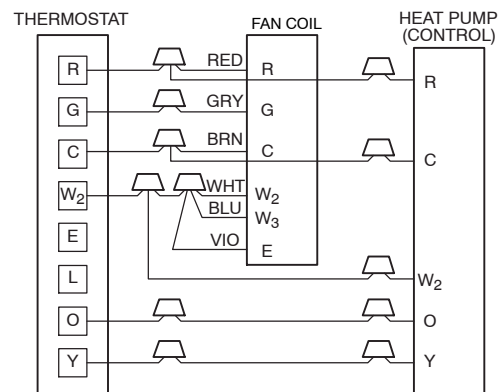 THERMOSTAT
FAN COIL
HEAT PUMP
(CONTROL)
R
RED
R
R
G
GRY
G
C
BRN
C
C
W2
WHT
W2
BLU
W3
E
VIO
E
L
W2
O
O
Y
Y